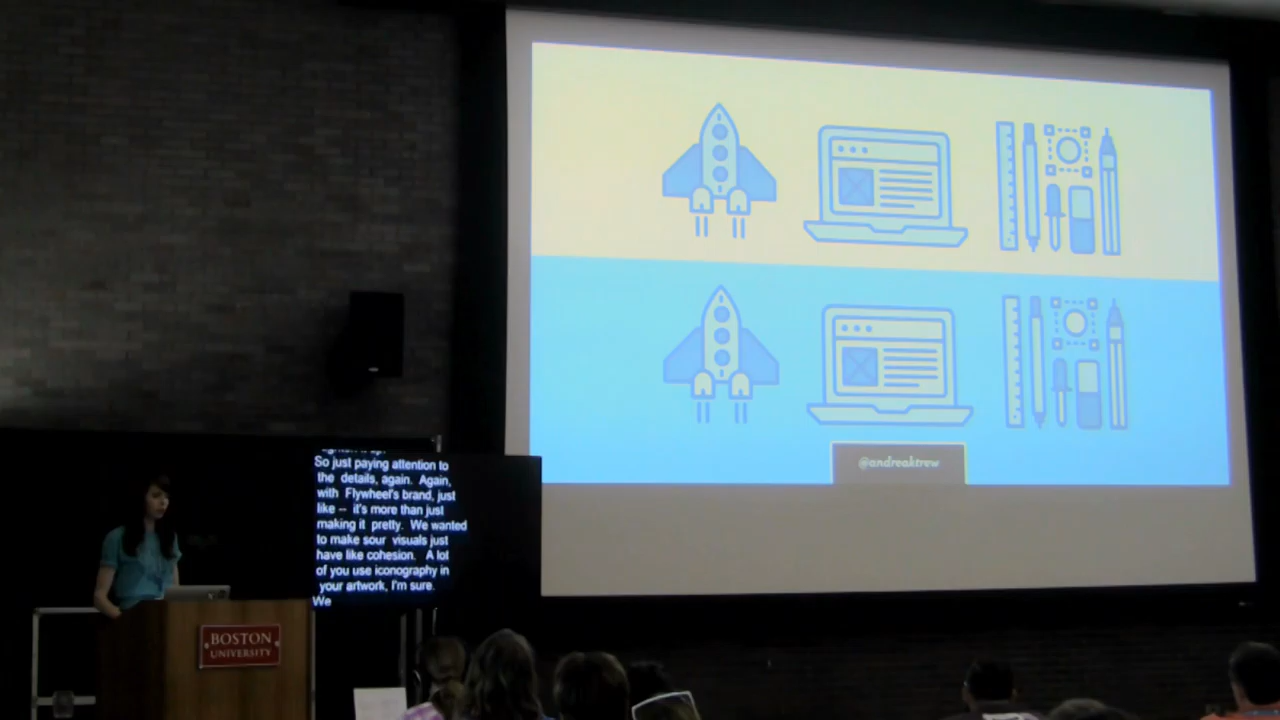 @andreaktrew
So just paying attention to
the details, again. Again,
with Flywheel's brand, just
like -- it's more than just
making it pretty. We wanted
to make sour visuals just
have like cohesion. A lot
of you use iconography in
your artwork, I'm sure.
We
BOSTON
UNIVERSITY